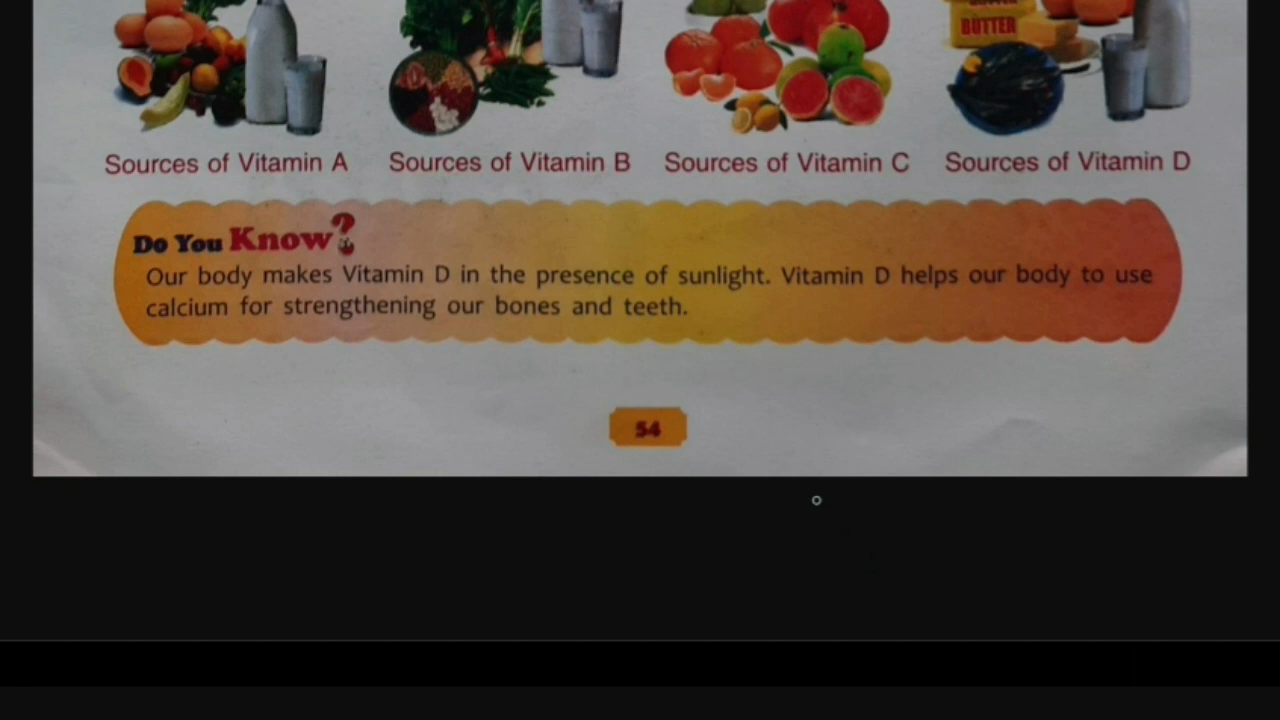 BUTTER
Sources of Vitamin A Sources of Vitamin B Sources of Vitamin C Sources of Vitamin D
Do You Know?
Our body makes Vitamin D in the presence of sunlight. Vitamin D helps our body to use
calcium for strengthening our bones and teeth.
54